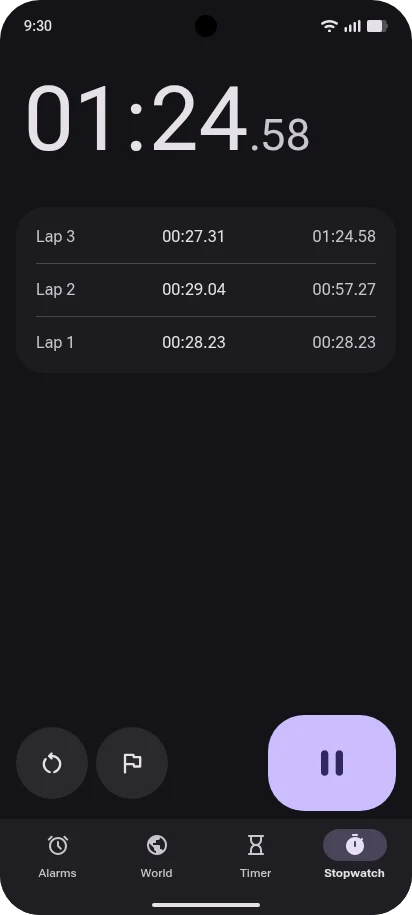 9:30
01:24.58
Lap 3 00:27.31 01:24.58
Lap 2 00:29.04 00:57.27
Lap 1 00:28.23 00:28.23
Alarms World Timer Stopwatch